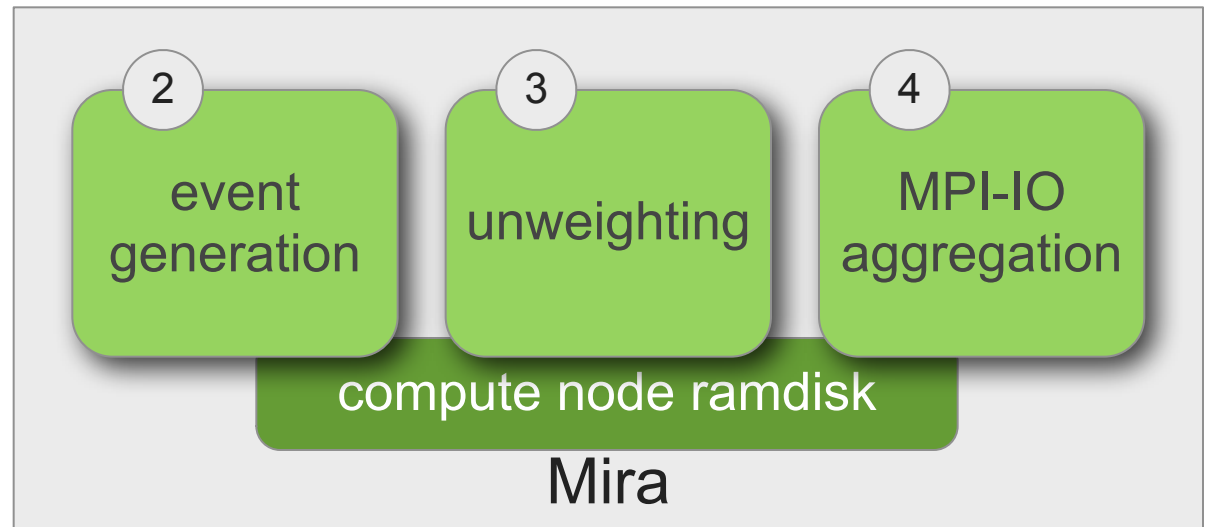 2
event
generation
3
unweighting
4
MPI-IO
aggregation
compute node ramdisk
Mira